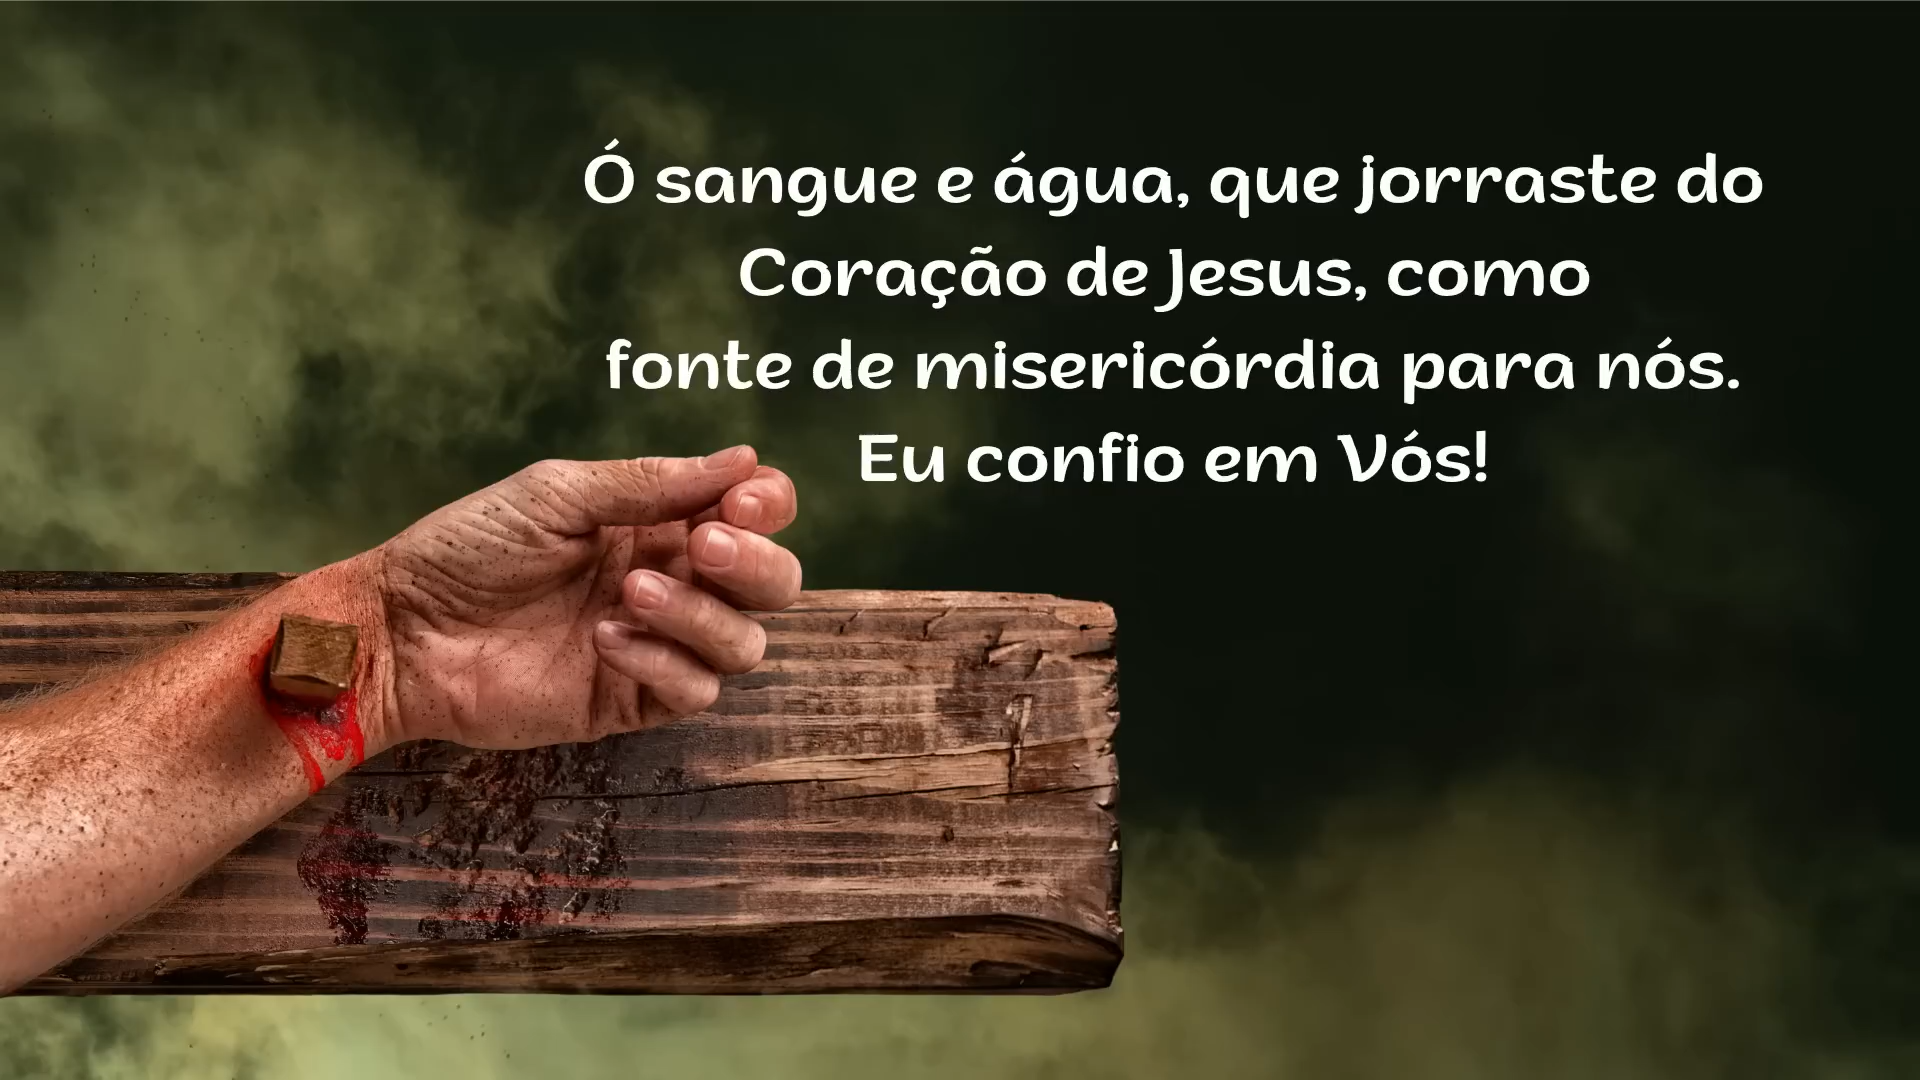 Ó sangue e água, que jorraste do
Coração de Jesus, como
fonte de misericórdia para nós.
Eu confio em Vós!